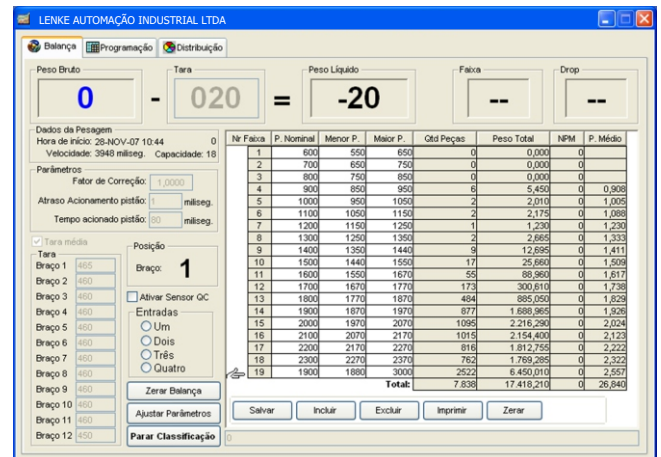 LENKE AUTOMAÇÃO INDUSTRIAL LTDA
Balança Programação Distribuição
Peso Bruto Tara Peso Líquido Faixa Drop
0 - 020 = -20 -- --
Dados da Pesagem
Hora de início: 28-NOV-07 10:44 0
Velocidade: 3948 miliseg. Capacidade: 18
Parâmetros
Fator de Correção: 1,0000
Atraso Acionamento pistão: 1 miliseg.
Tempo acionado pistão: 80 miliseg.
Tara média
Tara
Braço 1 465
Braço 2 460
Braço 3 460
Braço 4 460
Braço 5 460
Braço 6 460
Braço 7 460
Braço 8 460
Braço 9 460
Braço 10 460
Braço 11 460
Braço 12 450
Posição
Braço: 1
Ativar Sensor QC
Entradas
Um
Dois
Três
Quatro
Zerar Balança
Ajustar Parámetros
Parar Classificação
Nr Faixa P. Nominal Menor P. Maior P. Qtd Peças Peso Total NPM P. Médio
1 600 550 650 0 0,000 0
2 700 650 750 0 0,000 0
3 800 750 850 0 0,000 0
4 900 850 950 6 5,450 0 0,908
5 1000 950 1050 2 2,010 0 1,005
6 1100 1050 1150 2 2,175 0 1,088
7 1200 1150 1250 1 1,230 0 1,230
8 1300 1250 1350 2 2,665 0 1,333
9 1400 1350 1440 9 12,695 0 1,411
10 1500 1440 1550 17 25,660 0 1,509
11 1600 1550 1670 55 88,960 0 1,617
12 1700 1670 1770 173 300,610 0 1,738
13 1800 1770 1870 484 885,050 0 1,829
14 1900 1870 1970 877 1.688,965 0 1,926
15 2000 1970 2070 1095 2.216,290 0 2,024
16 2100 2070 2170 1015 2.154,400 0 2,123
17 2200 2170 2270 816 1.812,755 0 2,222
18 2300 2270 2370 762 1.769,285 0 2,322
19 1900 1880 3000 2522 6.450,010 0 2,557
Total: 7.838 17.418,210 0 26,840
Salvar Incluir Excluir Imprimir Zerar
0